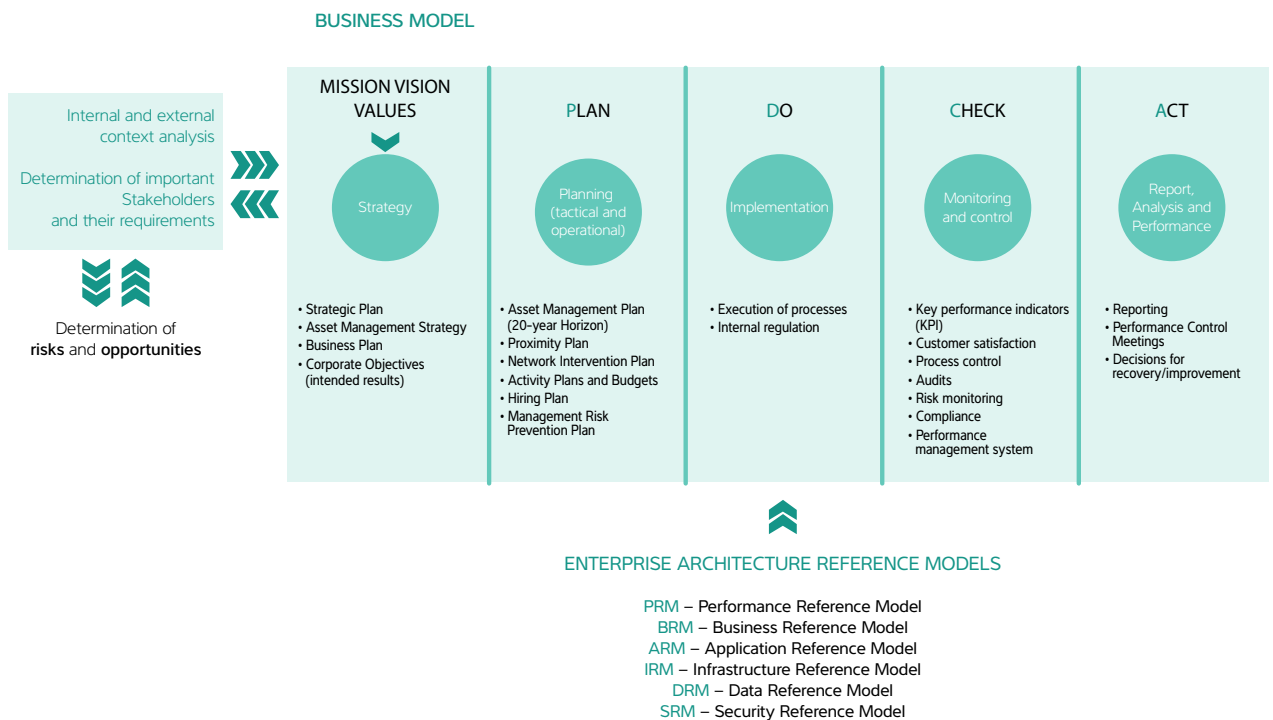 BUSINESS MODEL
Internal and external
context analysis
Determination of important
Stakeholders
and their requirements
Determination of
risks and opportunities
MISSION VISION
VALUES
Strategy
• Strategic Plan
• Asset Management Strategy
• Business Plan
• Corporate Objectives
(intended results)
PLAN
Planning
(tactical and
operational)
• Asset Management Plan
(20-year Horizon)
• Proximity Plan
• Network Intervention Plan
• Activity Plans and Budgets
• Hiring Plan
• Management Risk
Prevention Plan
DO
Implementation
• Execution of processes
• Internal regulation
CHECK
Monitoring
and control
• Key performance indicators
(KPI)
• Customer satisfaction
• Process control
• Audits
• Risk monitoring
• Compliance
• Performance
management system
ACT
Report,
Analysis and
Performance
• Reporting
• Performance Control
Meetings
• Decisions for
recovery/improvement
ENTERPRISE ARCHITECTURE REFERENCE MODELS
PRM – Performance Reference Model
BRM – Business Reference Model
ARM – Application Reference Model
IRM – Infrastructure Reference Model
DRM – Data Reference Model
SRM – Security Reference Model